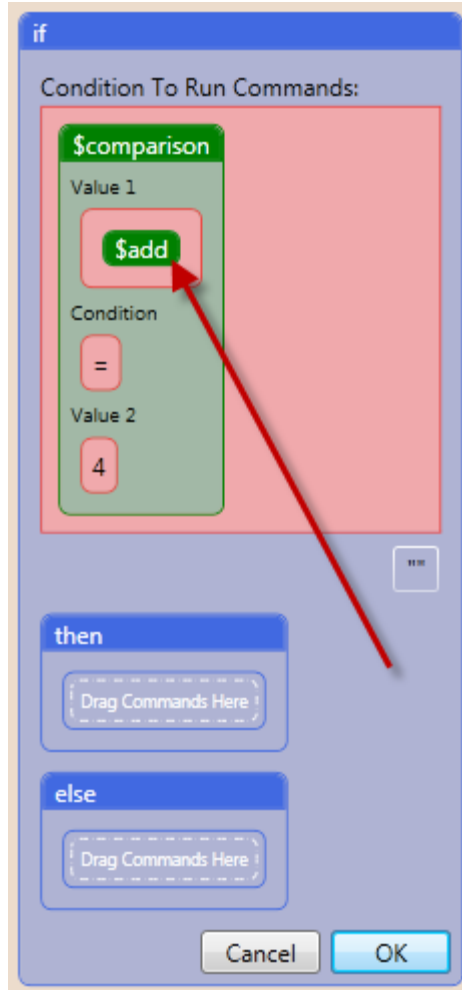 if
Condition To Run Commands:
$comparison
Value 1
$add
Condition
=
Value 2
4
""
then
Drag Commands Here
else
Drag Commands Here
Cancel OK